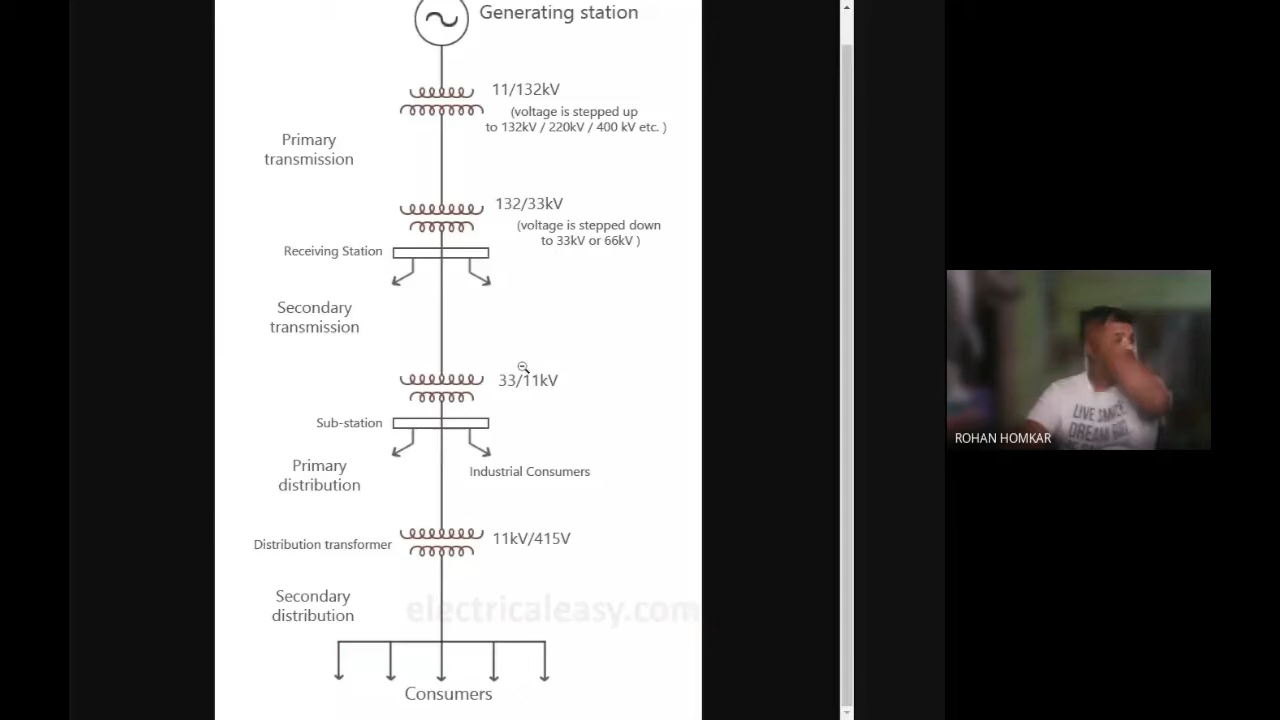 Generating station
11/132kV
(voltage is stepped up
to 132kV / 220kV / 400 kV etc. )
Primary
transmission
132/33kV
(voltage is stepped down
to 33kV or 66kV )
Receiving Station
Secondary
transmission
33/11kV
Sub-station
Primary
distribution
Industrial Consumers
Distribution transformer
11kV/415V
Secondary
distribution
electricaleasy.com
Consumers
LIVE
DREAM
ROHAN HOMKAR